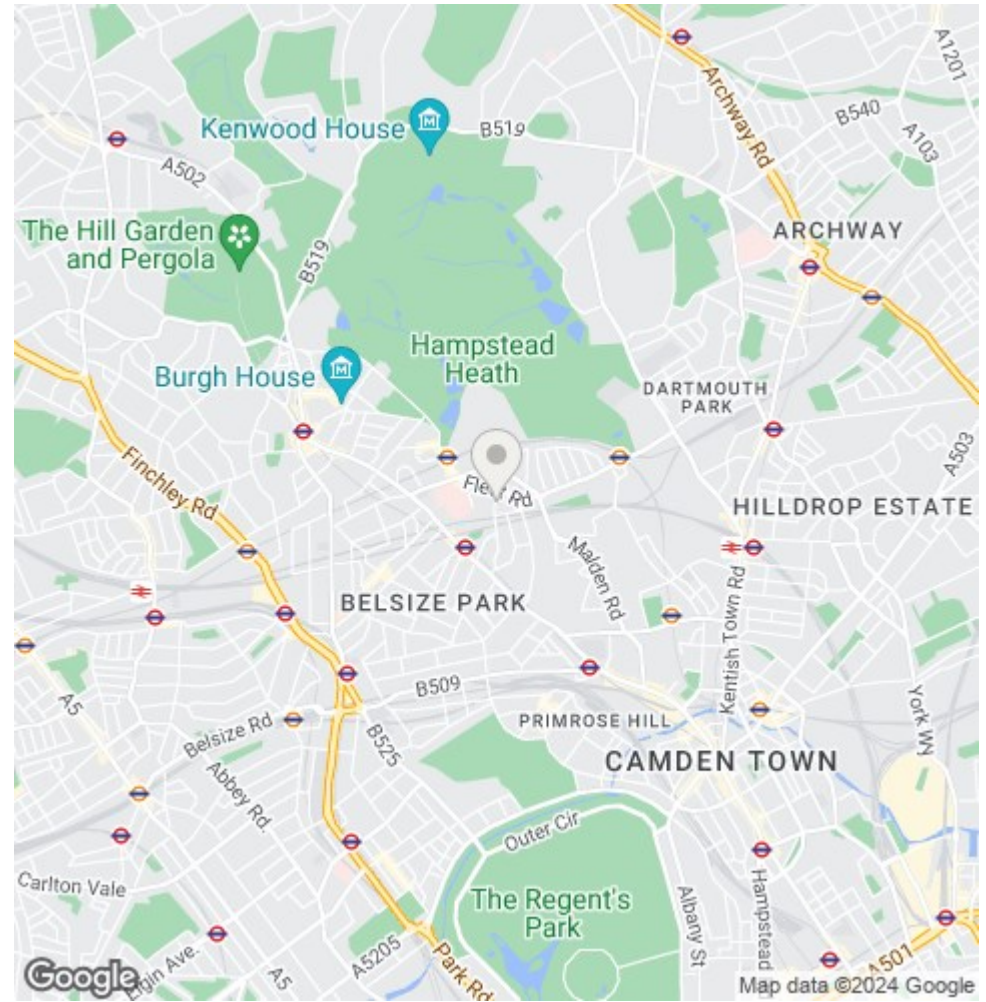 A1201
Kenwood House
B519
Archway Rd
B540
A103
A502
The Hill Garden
and Pergola
B519
ARCHWAY
Hampstead
Heath
Burgh House
DARTMOUTH
PARK
A503
Finchley Rd
Fleet Rd
HILLDROP ESTATE
Malden Rd
BELSIZE PARK
Kentish Town Rd
A5
B509
York Wy
Belsize Rd
B525
PRIMROSE HILL
CAMDEN TOWN
Abbey Rd.
Outer Cir
Carlton Vale
The Regent's
Park
Albany St
Hampstead
Elgin Ave.
A5
A5205
Park Rd
A501
Google
Map data ©2024 Google